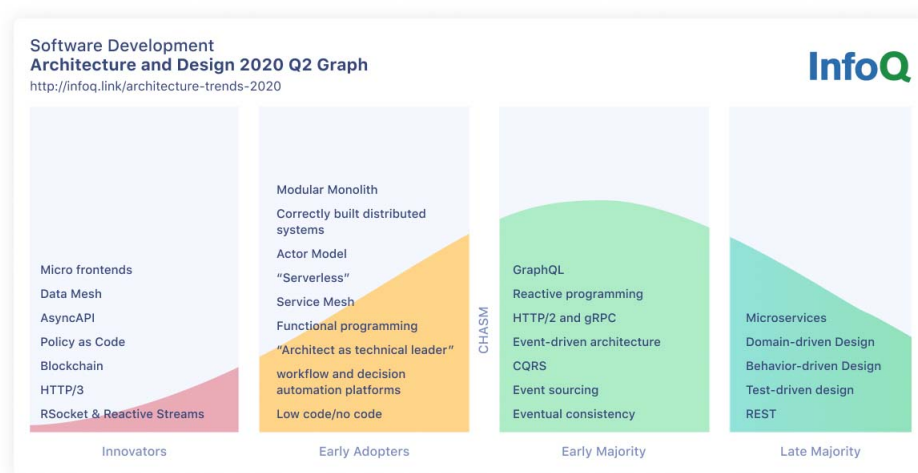 Software Development
Architecture and Design 2020 Q2 Graph
http://infoq.link/architecture-trends-2020
InfoQ
Micro frontends
Data Mesh
AsyncAPI
Policy as Code
Blockchain
HTTP/3
RSocket & Reactive Streams
Innovators
Modular Monolith
Correctly built distributed
systems
Actor Model
“Serverless”
Service Mesh
Functional programming
“Architect as technical leader”
workflow and decision
automation platforms
Low code/no code
Early Adopters
CHASM
GraphQL
Reactive programming
HTTP/2 and gRPC
Event-driven architecture
CQRS
Event sourcing
Eventual consistency
Early Majority
Microservices
Domain-driven Design
Behavior-driven Design
Test-driven design
REST
Late Majority